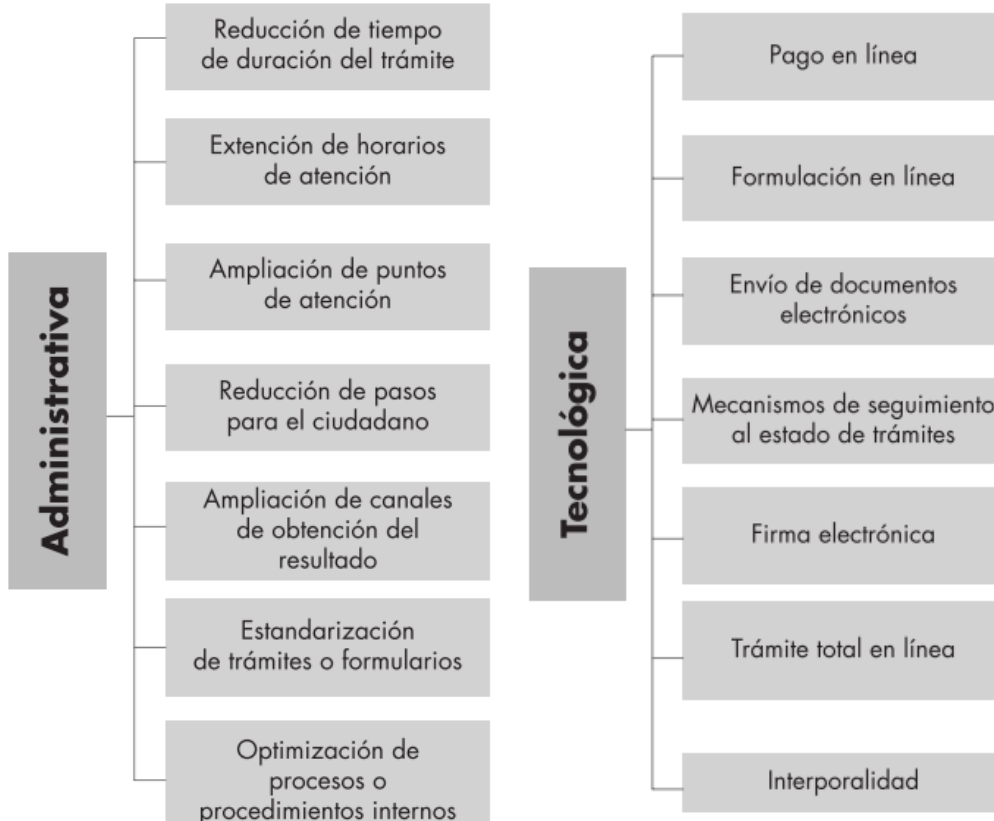 Administrativa
Reducción de tiempo
de duración del trámite
Extención de horarios
de atención
Ampliación de puntos
de atención
Reducción de pasos
para el ciudadano
Ampliación de canales
de obtención del
resultado
Estandarización
de trámites o formularios
Optimización de
procesos o
procedimientos internos
Tecnológica
Pago en línea
Formulación en línea
Envío de documentos
electrónicos
Mecanismos de seguimiento
al estado de trámites
Firma electrónica
Trámite total en línea
Interporalidad